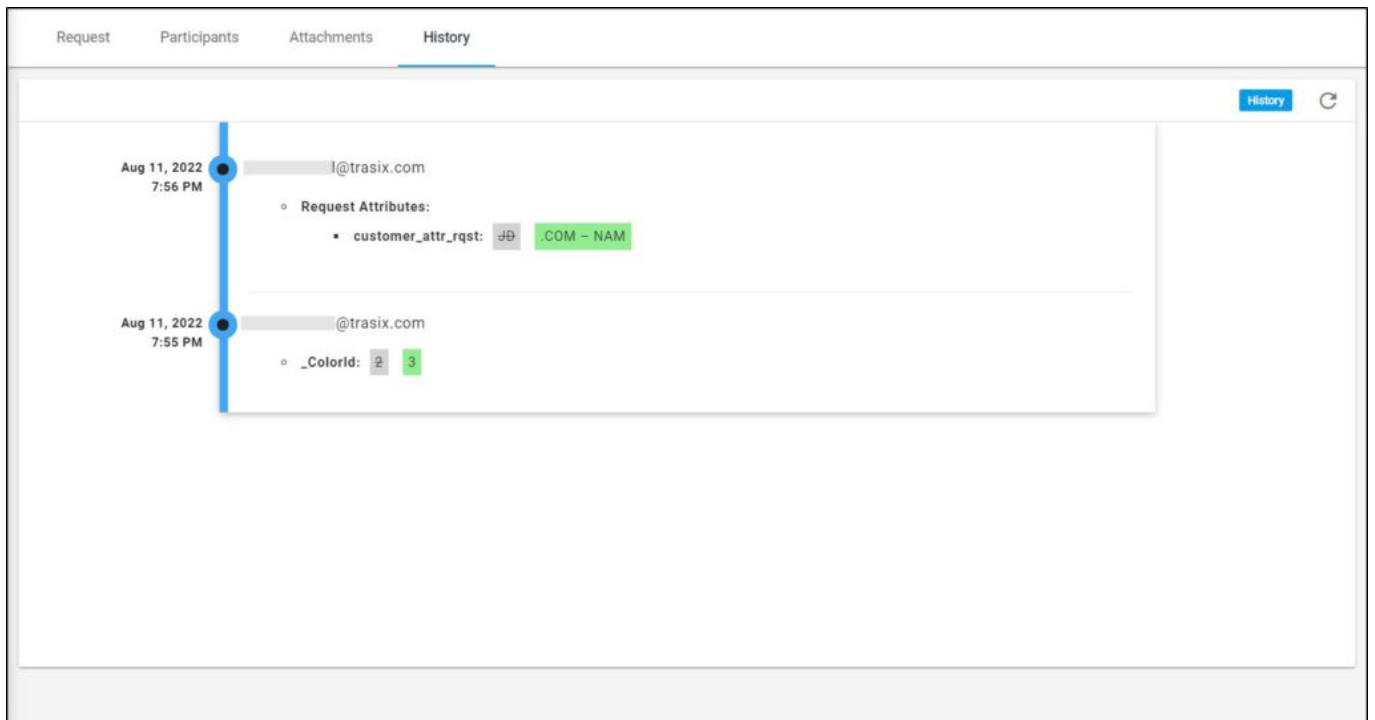 Request Participants Attachments History
History
Aug 11, 2022 l@trasix.com
7:56 PM
Request Attributes:
customer_attr_rqst: JD .COM – NAM
Aug 11, 2022 @trasix.com
7:55 PM
_ColorId: 2 3